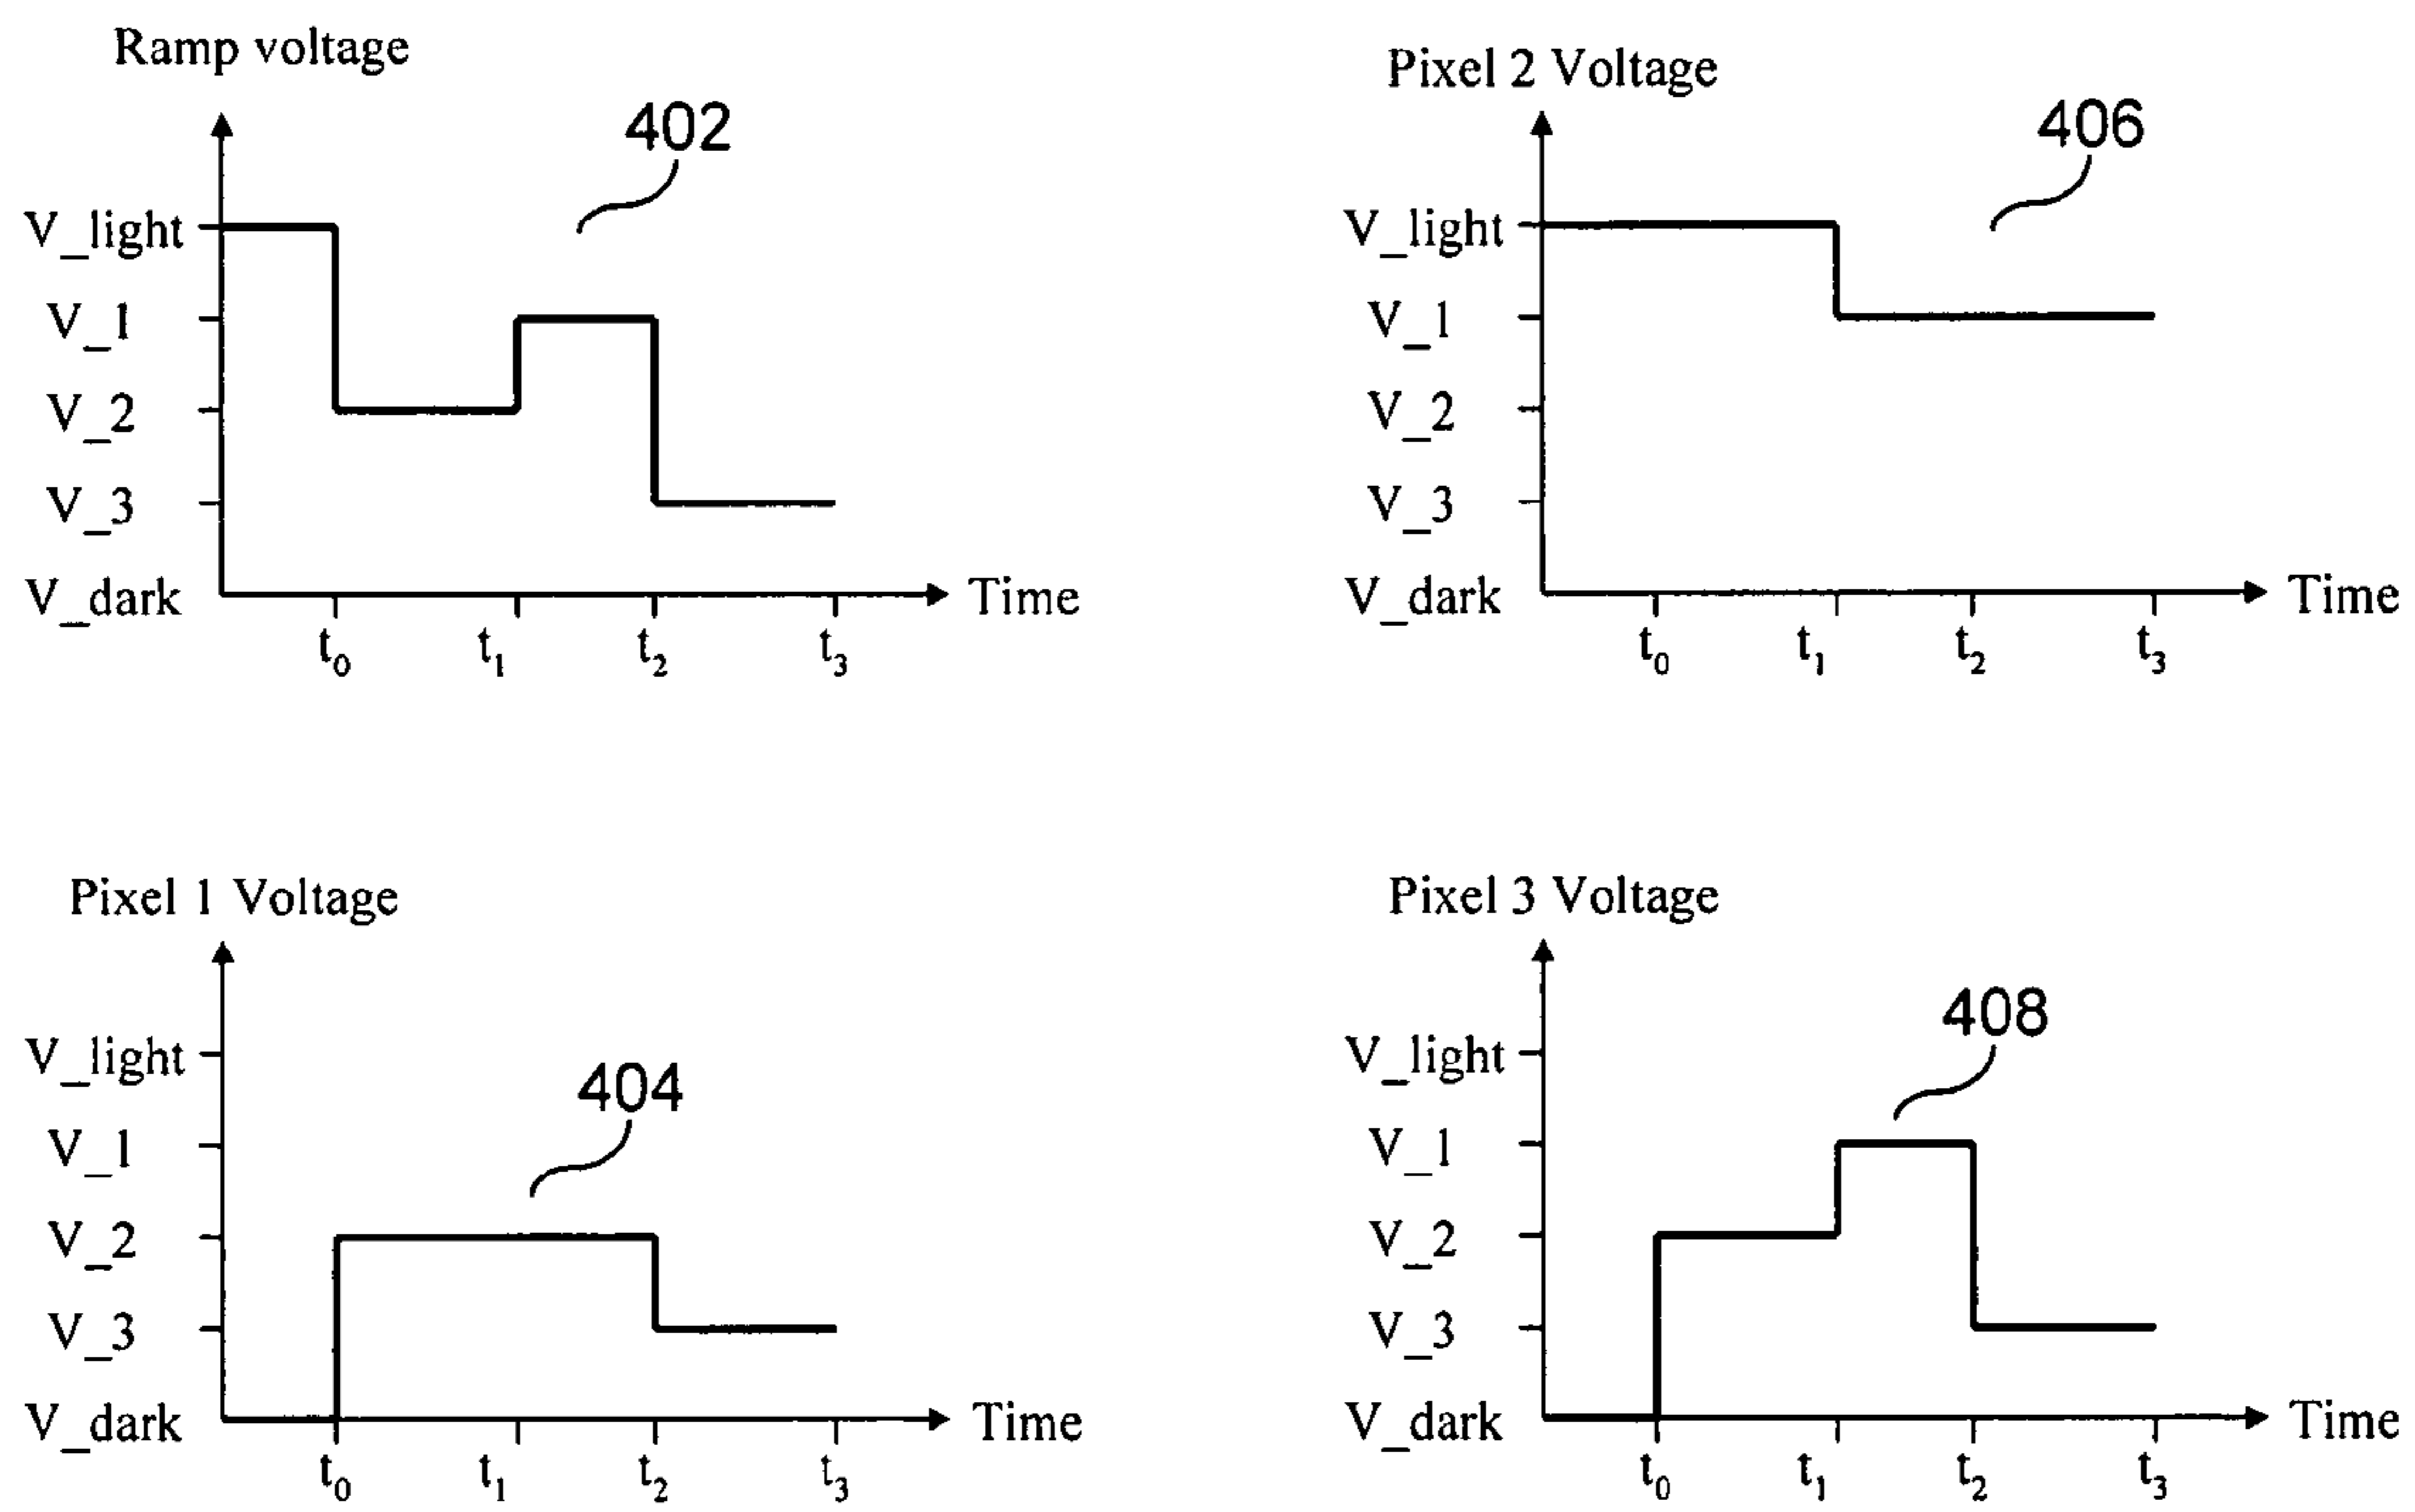 Ramp voltage
402
V_light
V_1
V_2
V_3
V_dark
Time
t0 t1 t2 t3
Pixel 2 Voltage
406
V_light
V_1
V_2
V_3
V_dark
Time
t0 t1 t2 t3
Pixel 1 Voltage
404
V_light
V_1
V_2
V_3
V_dark
Time
t0 t1 t2 t3
Pixel 3 Voltage
408
V_light
V_1
V_2
V_3
V_dark
Time
t0 t1 t2 t3